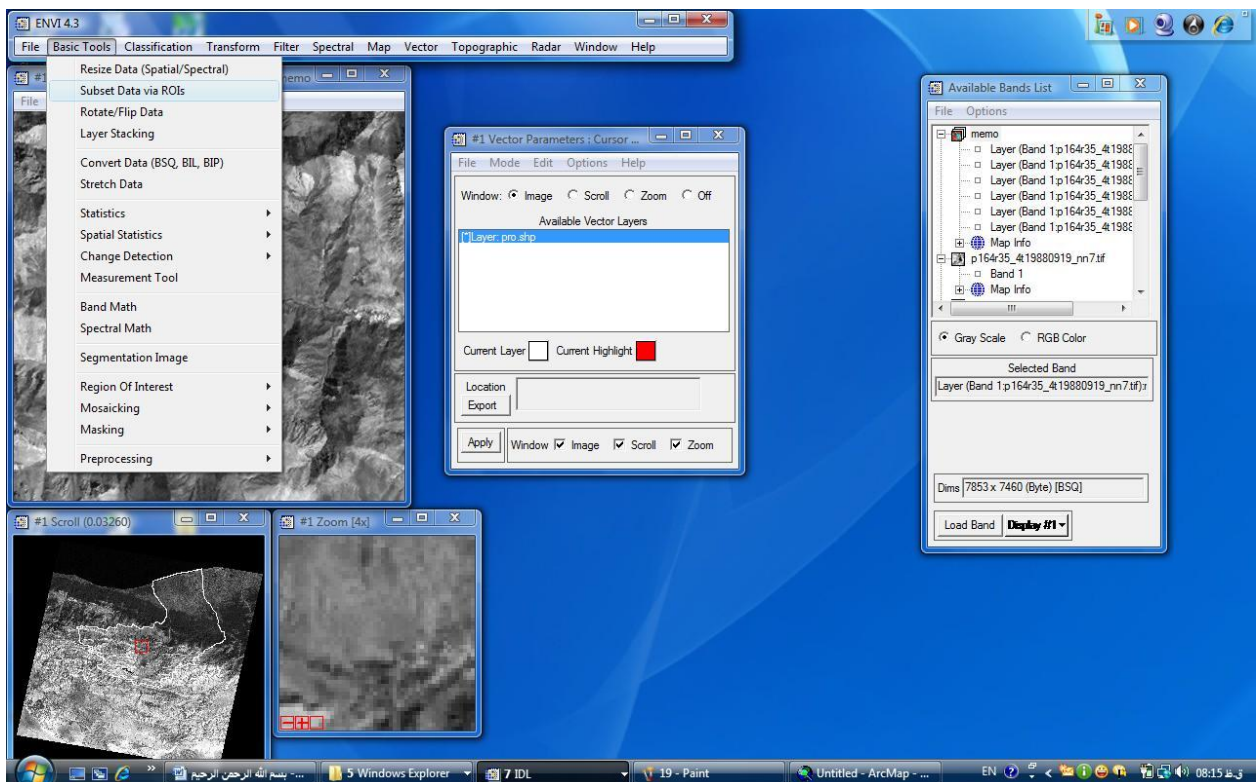 ENVI 4.3
File Basic Tools Classification Transform Filter Spectral Map Vector Topographic Radar Window Help
Resize Data (Spatial/Spectral)
Subset Data via ROIs
Rotate/Flip Data
Layer Stacking
Convert Data (BSQ, BIL, BIP)
Stretch Data
Statistics
Spatial Statistics
Change Detection
Measurement Tool
Band Math
Spectral Math
Segmentation Image
Region Of Interest
Mosaicking
Masking
Preprocessing
#1
File
#1 Vector Parameters : Cursor ...
File Mode Edit Options Help
Window: Image Scroll Zoom Off
Available Vector Layers
[*]Layer: pro.shp
Current Layer Current Highlight
Location
Export
Apply Window Image Scroll Zoom
Available Bands List
File Options
memo
Layer (Band 1:p164r35_4t1988
Layer (Band 1:p164r35_4t1988
Layer (Band 1:p164r35_4t1988
Layer (Band 1:p164r35_4t1988
Layer (Band 1:p164r35_4t1988
Layer (Band 1:p164r35_4t1988
Map Info
p164r35_4t19880919_nn7.tif
Band 1
Map Info
Gray Scale RGB Color
Selected Band
Layer (Band 1:p164r35_4t19880919_nn7.tif):r
Dims 7853 x 7460 (Byte) [BSQ]
Load Band Display #1
#1 Scroll (0.03260)
#1 Zoom [4x]
بسم الله الرحمن الرحيم -...
5 Windows Explorer
7 IDL
19 - Paint
Untitled - ArcMap - ...
EN
08:15 ق.ظ